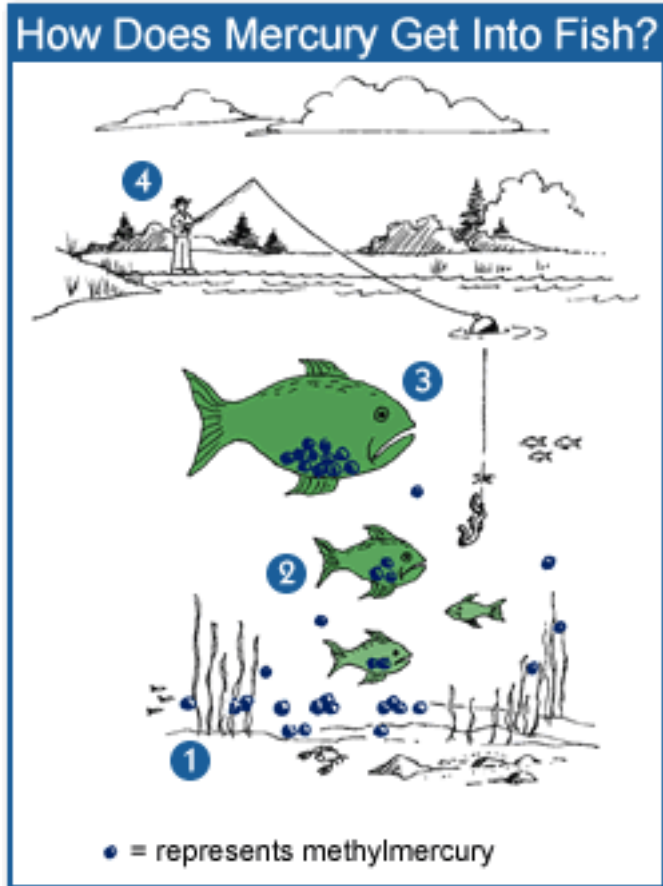 How Does Mercury Get Into Fish?
4
3
2
1
= represents methylmercury